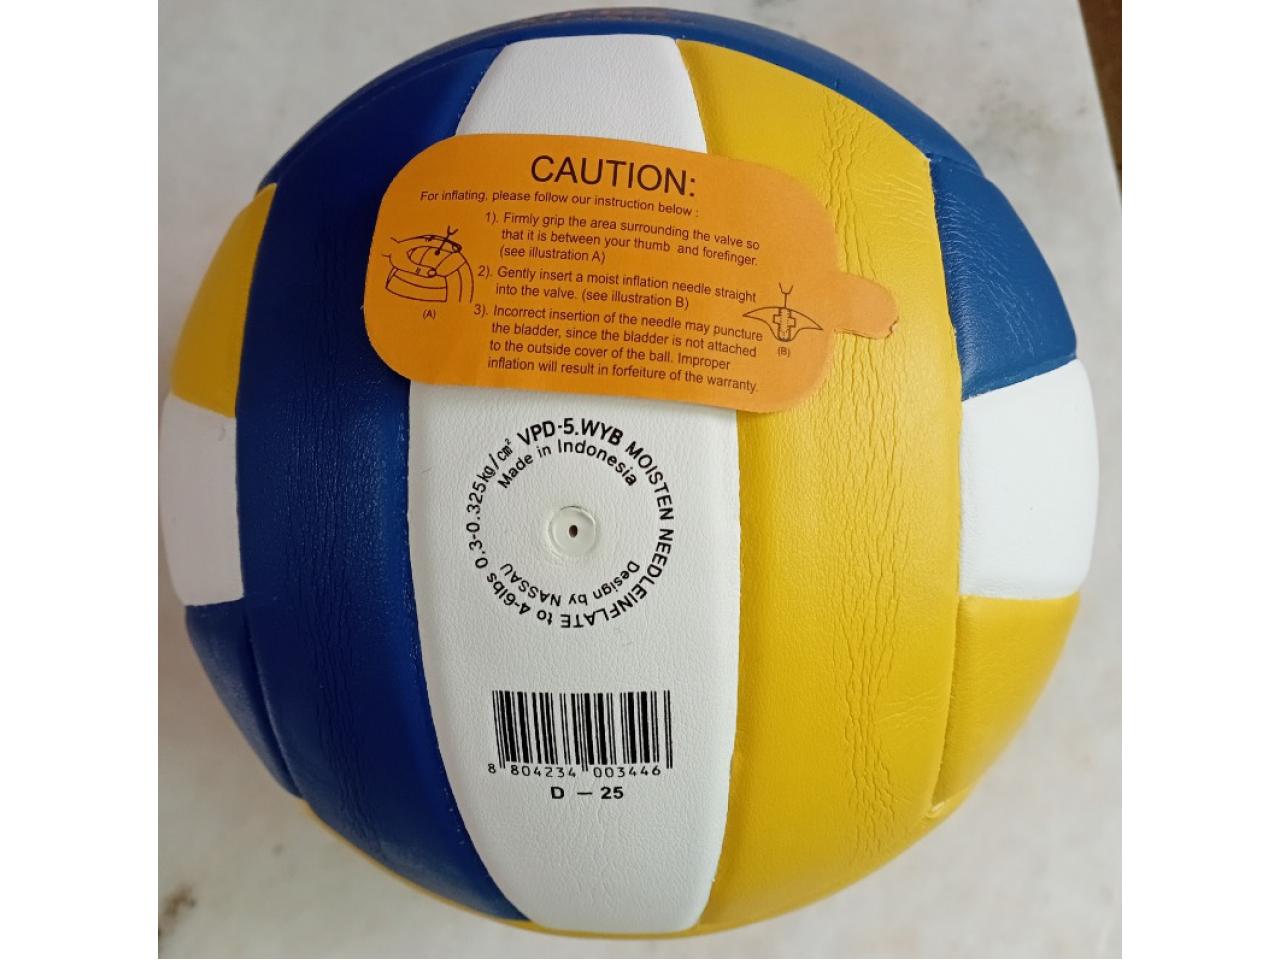 CAUTION:
For inflating, please follow our instruction below :
1). Firmly grip the area surrounding the valve so
that it is between your thumb and forefinger.
(see illustration A)
2). Gently insert a moist inflation needle straight
into the valve. (see illustration B)
3). Incorrect insertion of the needle may puncture
the bladder, since the bladder is not attached
to the outside cover of the ball. Improper
inflation will result in forfeiture of the warranty.
(A)
(B)
VPD-5.WYB MOISTEN NEEDLEINFLATE to 4-6lbs 0.3-0.325kg/cm²
Made in Indonesia
Design by NASSAU
8 804234 003446
D — 25